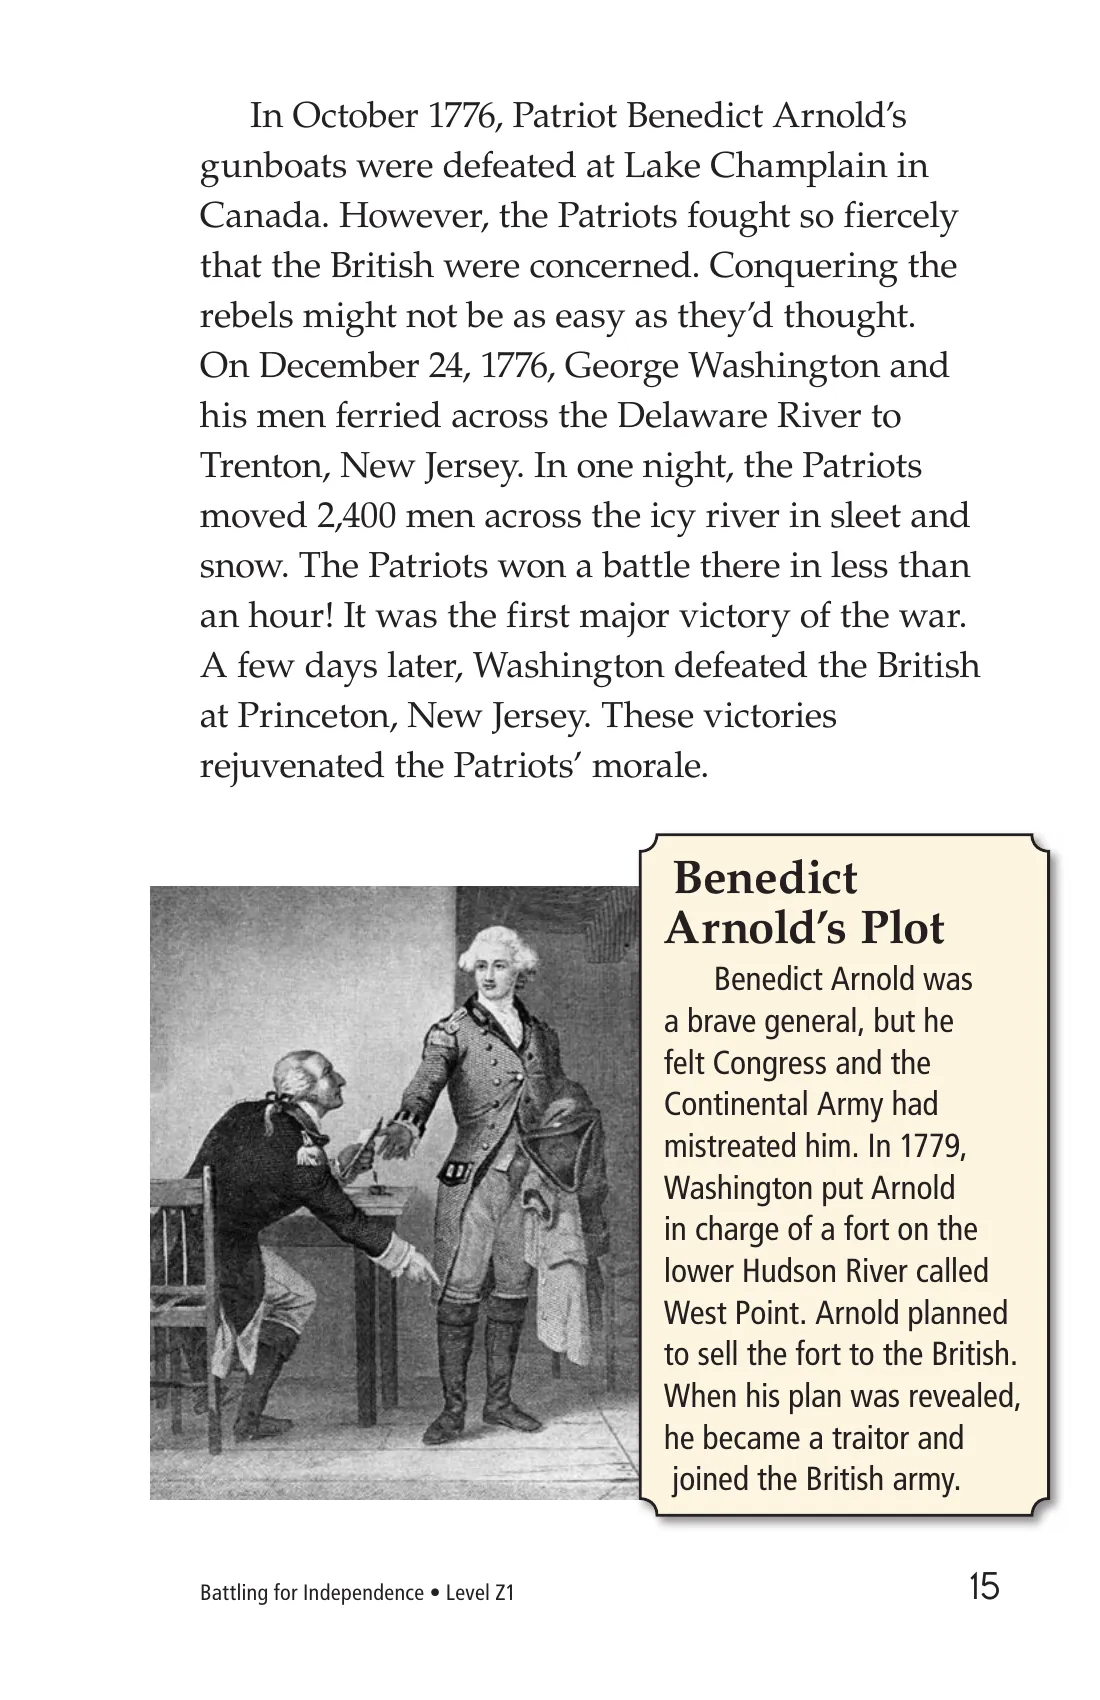 In October 1776, Patriot Benedict Arnold’s
gunboats were defeated at Lake Champlain in
Canada. However, the Patriots fought so fiercely
that the British were concerned. Conquering the
rebels might not be as easy as they’d thought.
On December 24, 1776, George Washington and
his men ferried across the Delaware River to
Trenton, New Jersey. In one night, the Patriots
moved 2,400 men across the icy river in sleet and
snow. The Patriots won a battle there in less than
an hour! It was the first major victory of the war.
A few days later, Washington defeated the British
at Princeton, New Jersey. These victories
rejuvenated the Patriots’ morale.
Benedict
Arnold’s Plot
Benedict Arnold was
a brave general, but he
felt Congress and the
Continental Army had
mistreated him. In 1779,
Washington put Arnold
in charge of a fort on the
lower Hudson River called
West Point. Arnold planned
to sell the fort to the British.
When his plan was revealed,
he became a traitor and
joined the British army.
Battling for Independence • Level Z1
15